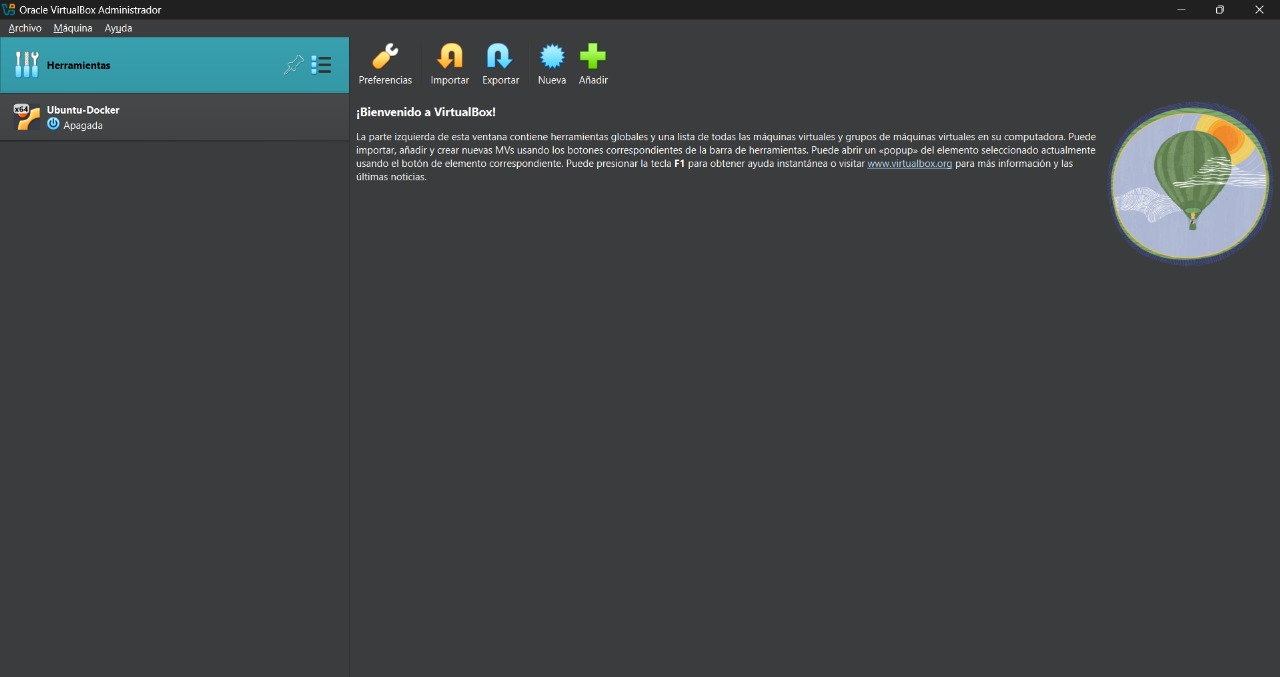 Oracle VirtualBox Administrador
Archivo Máquina Ayuda
Herramientas
Preferencias Importar Exportar Nueva Añadir
x64 Ubuntu-Docker
Apagada
¡Bienvenido a VirtualBox!
La parte izquierda de esta ventana contiene herramientas globales y una lista de todas las máquinas virtuales y grupos de máquinas virtuales en su computadora. Puede
importar, añadir y crear nuevas MVs usando los botones correspondientes de la barra de herramientas. Puede abrir un «popup» del elemento seleccionado actualmente
usando el botón de elemento correspondiente. Puede presionar la tecla F1 para obtener ayuda instantánea o visitar www.virtualbox.org para más información y las
últimas noticias.